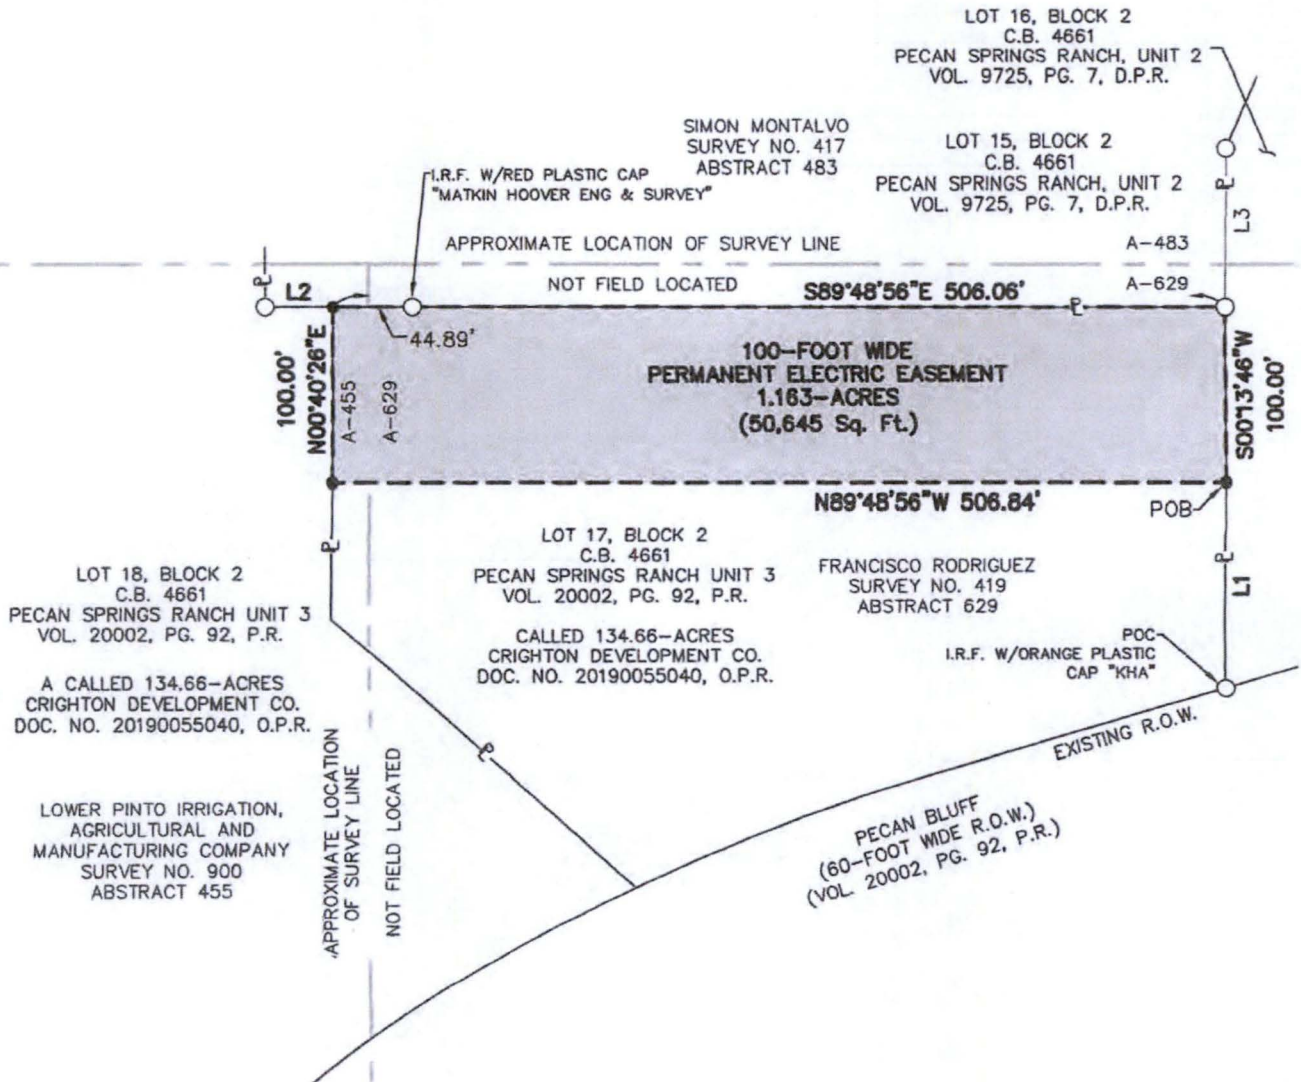 LOT 16, BLOCK 2
C.B. 4661
PECAN SPRINGS RANCH, UNIT 2
VOL. 9725, PG. 7, D.P.R.
SIMON MONTALVO
SURVEY NO. 417
ABSTRACT 483
LOT 15, BLOCK 2
C.B. 4661
PECAN SPRINGS RANCH, UNIT 2
VOL. 9725, PG. 7, D.P.R.
I.R.F. W/RED PLASTIC CAP
"MATKIN HOOVER ENG & SURVEY"
PL
L3
APPROXIMATE LOCATION OF SURVEY LINE
A-483
NOT FIELD LOCATED
A-629
PL
L2
S89°48'56"E 506.06'
PL
44.89'
100.00'
N00°40'26"E
A-455
A-629
100-FOOT WIDE
PERMANENT ELECTRIC EASEMENT
1.163-ACRES
(50,645 Sq. Ft.)
S00°13'46"W
100.00'
N89°48'56"W 506.84'
POB
PL
PL
L1
LOT 18, BLOCK 2
C.B. 4661
PECAN SPRINGS RANCH UNIT 3
VOL. 20002, PG. 92, P.R.
A CALLED 134.66-ACRES
CRIGHTON DEVELOPMENT CO.
DOC. NO. 20190055040, O.P.R.
LOT 17, BLOCK 2
C.B. 4661
PECAN SPRINGS RANCH UNIT 3
VOL. 20002, PG. 92, P.R.
CALLED 134.66-ACRES
CRIGHTON DEVELOPMENT CO.
DOC. NO. 20190055040, O.P.R.
FRANCISCO RODRIGUEZ
SURVEY NO. 419
ABSTRACT 629
POC
I.R.F. W/ORANGE PLASTIC
CAP "KHA"
PL
EXISTING R.O.W.
PECAN BLUFF
(60-FOOT WIDE R.O.W.)
(VOL. 20002, PG. 92, P.R.)
LOWER PINTO IRRIGATION,
AGRICULTURAL AND
MANUFACTURING COMPANY
SURVEY NO. 900
ABSTRACT 455
APPROXIMATE LOCATION
OF SURVEY LINE
NOT FIELD LOCATED